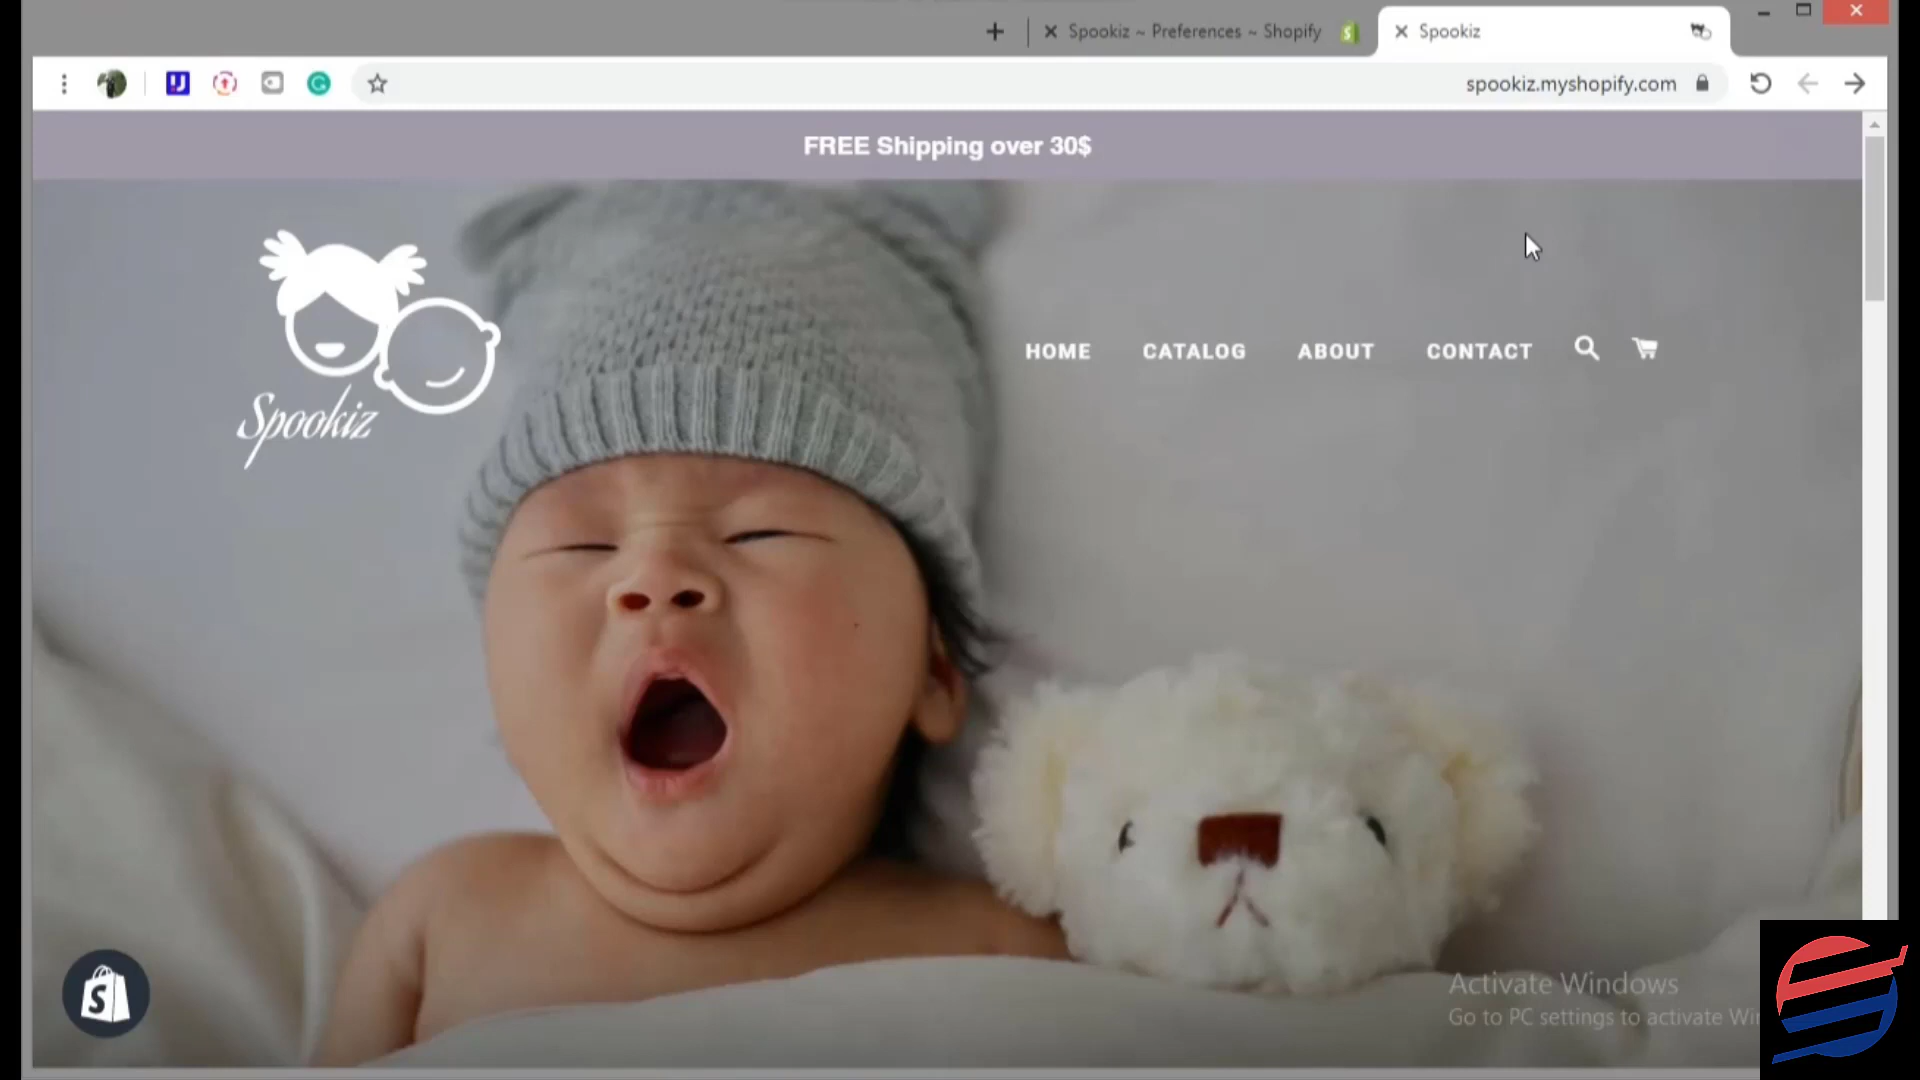 Spookiz ~ Preferences ~ Shopify
Spookiz
spookiz.myshopify.com
FREE Shipping over 30$
Spookiz
HOME CATALOG ABOUT CONTACT
Activate Windows
Go to PC settings to activate